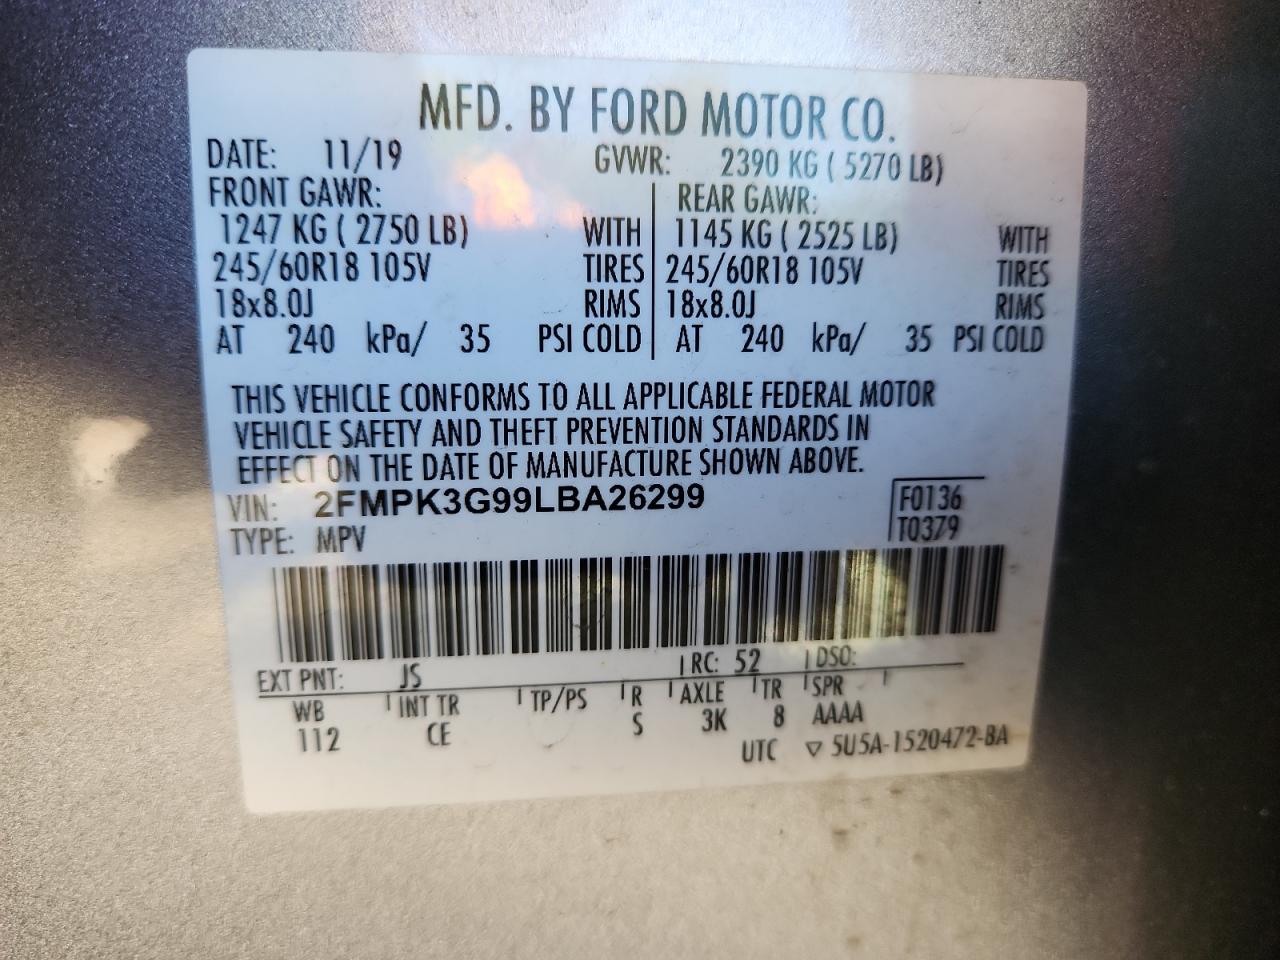 MFD. BY FORD MOTOR CO.
DATE: 11/19 GVWR: 2390 KG ( 5270 LB)
FRONT GAWR: REAR GAWR:
1247 KG ( 2750 LB) WITH 1145 KG ( 2525 LB) WITH
245/60R18 105V TIRES 245/60R18 105V TIRES
18x8.0J RIMS 18x8.0J RIMS
AT 240 kPa/ 35 PSI COLD AT 240 kPa/ 35 PSI COLD
THIS VEHICLE CONFORMS TO ALL APPLICABLE FEDERAL MOTOR
VEHICLE SAFETY AND THEFT PREVENTION STANDARDS IN
EFFECT ON THE DATE OF MANUFACTURE SHOWN ABOVE.
VIN: 2FMPK3G99LBA26299 F0136
TYPE: MPV T0379
EXT PNT: JS RC: 52 DSO:
WB INT TR TP/PS R AXLE TR SPR
112 CE S 3K 8 AAAA
UTC ▽ 5U5A-1520472-BA